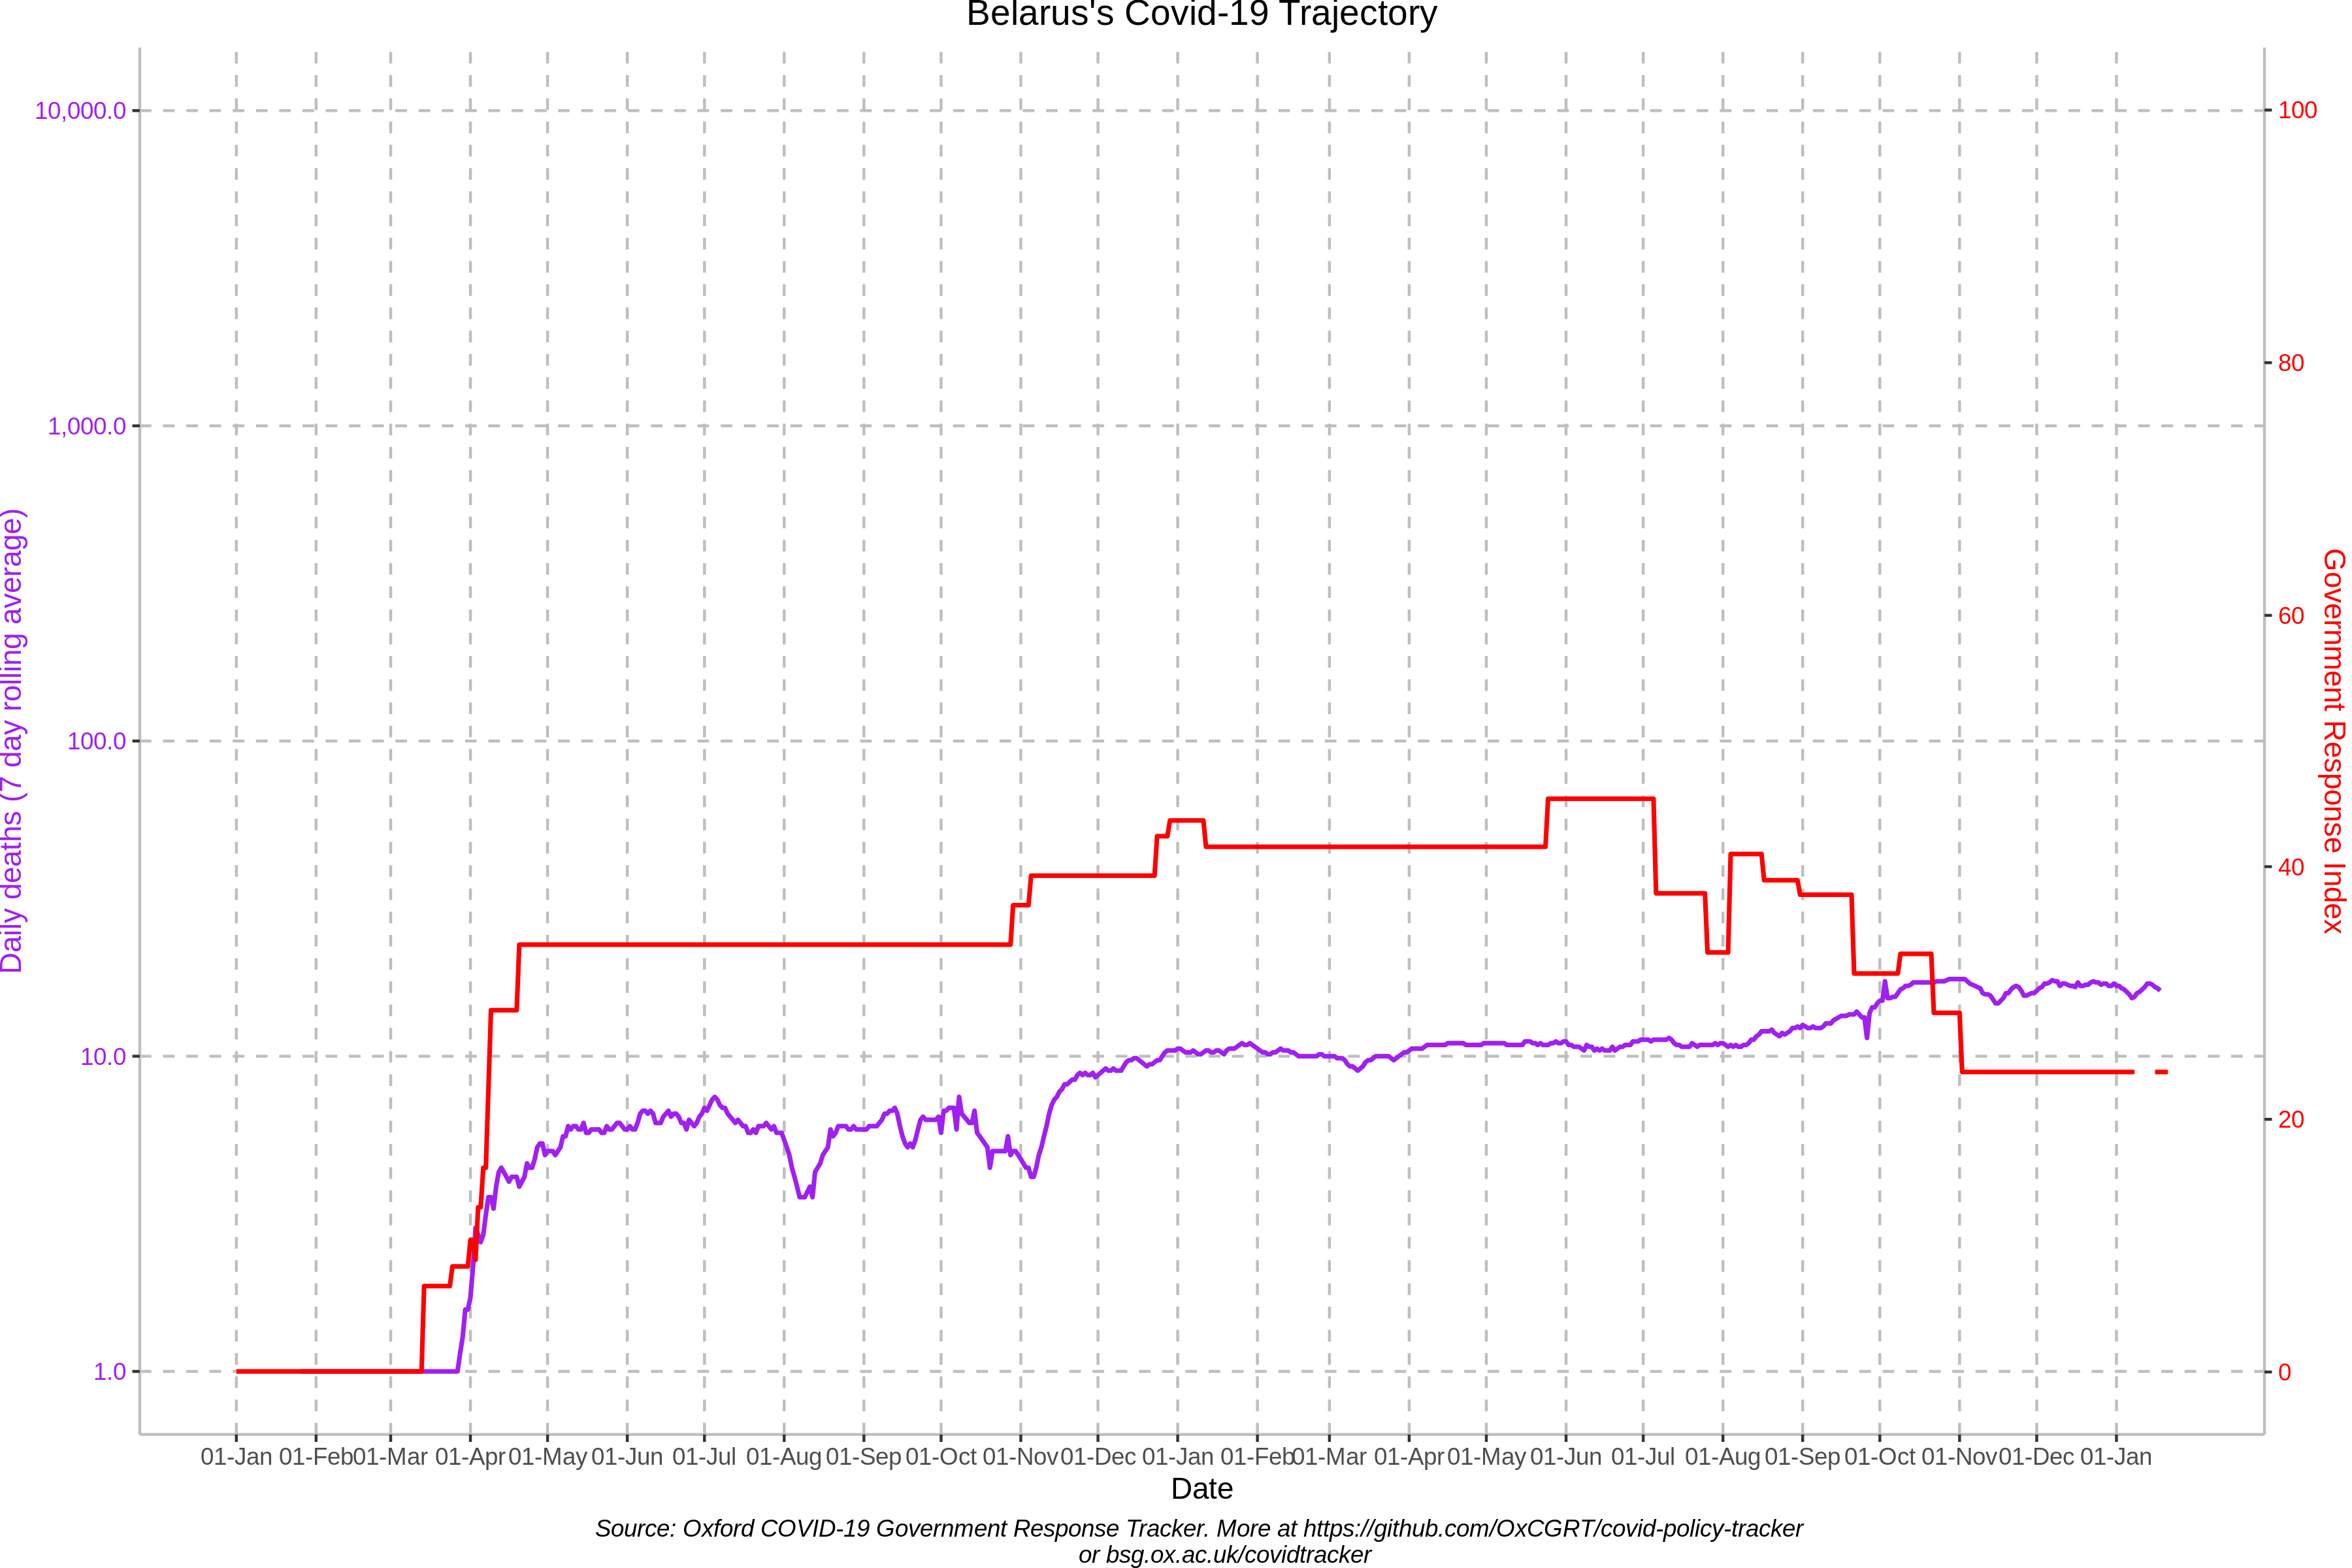 Belarus's Covid-19 Trajectory
10,000.0
1,000.0
100.0
10.0
1.0
Daily deaths (7 day rolling average)
100
80
60
40
20
0
Government Response Index
01-Jan 01-Feb 01-Mar 01-Apr 01-May 01-Jun 01-Jul 01-Aug 01-Sep 01-Oct 01-Nov 01-Dec 01-Jan 01-Feb 01-Mar 01-Apr 01-May 01-Jun 01-Jul 01-Aug 01-Sep 01-Oct 01-Nov 01-Dec 01-Jan
Date
Source: Oxford COVID-19 Government Response Tracker. More at https://github.com/OxCGRT/covid-policy-tracker
or bsg.ox.ac.uk/covidtracker